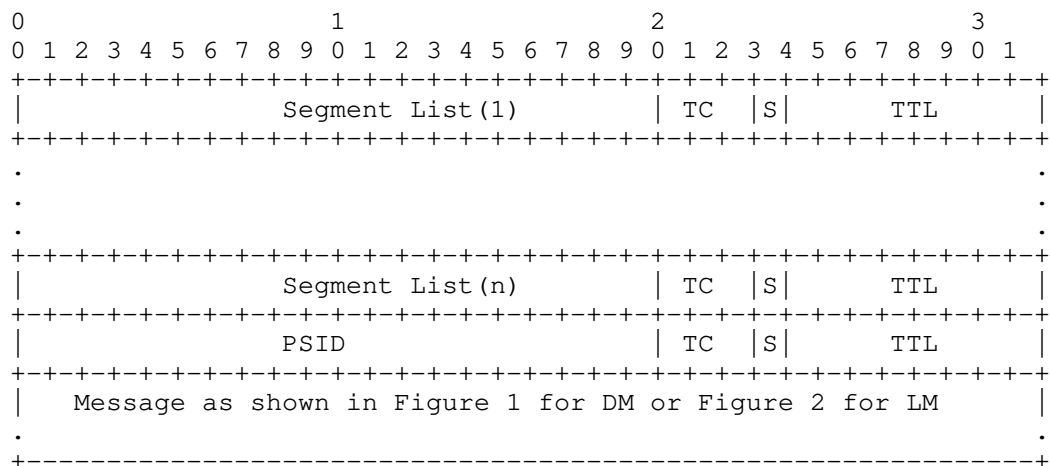 0                   1                   2                   3
 0 1 2 3 4 5 6 7 8 9 0 1 2 3 4 5 6 7 8 9 0 1 2 3 4 5 6 7 8 9 0 1
+-+-+-+-+-+-+-+-+-+-+-+-+-+-+-+-+-+-+-+-+-+-+-+-+-+-+-+-+-+-+-+-+
|                Segment List(1)        | TC  |S|      TTL      |
+-+-+-+-+-+-+-+-+-+-+-+-+-+-+-+-+-+-+-+-+-+-+-+-+-+-+-+-+-+-+-+-+
.                                                               .
.                                                               .
.                                                               .
+-+-+-+-+-+-+-+-+-+-+-+-+-+-+-+-+-+-+-+-+-+-+-+-+-+-+-+-+-+-+-+-+
|                Segment List(n)        | TC  |S|      TTL      |
+-+-+-+-+-+-+-+-+-+-+-+-+-+-+-+-+-+-+-+-+-+-+-+-+-+-+-+-+-+-+-+-+
|                PSID                   | TC  |S|      TTL      |
+-+-+-+-+-+-+-+-+-+-+-+-+-+-+-+-+-+-+-+-+-+-+-+-+-+-+-+-+-+-+-+-+
|   Message as shown in Figure 1 for DM or Figure 2 for LM      |
.                                                               .
+---------------------------------------------------------------+